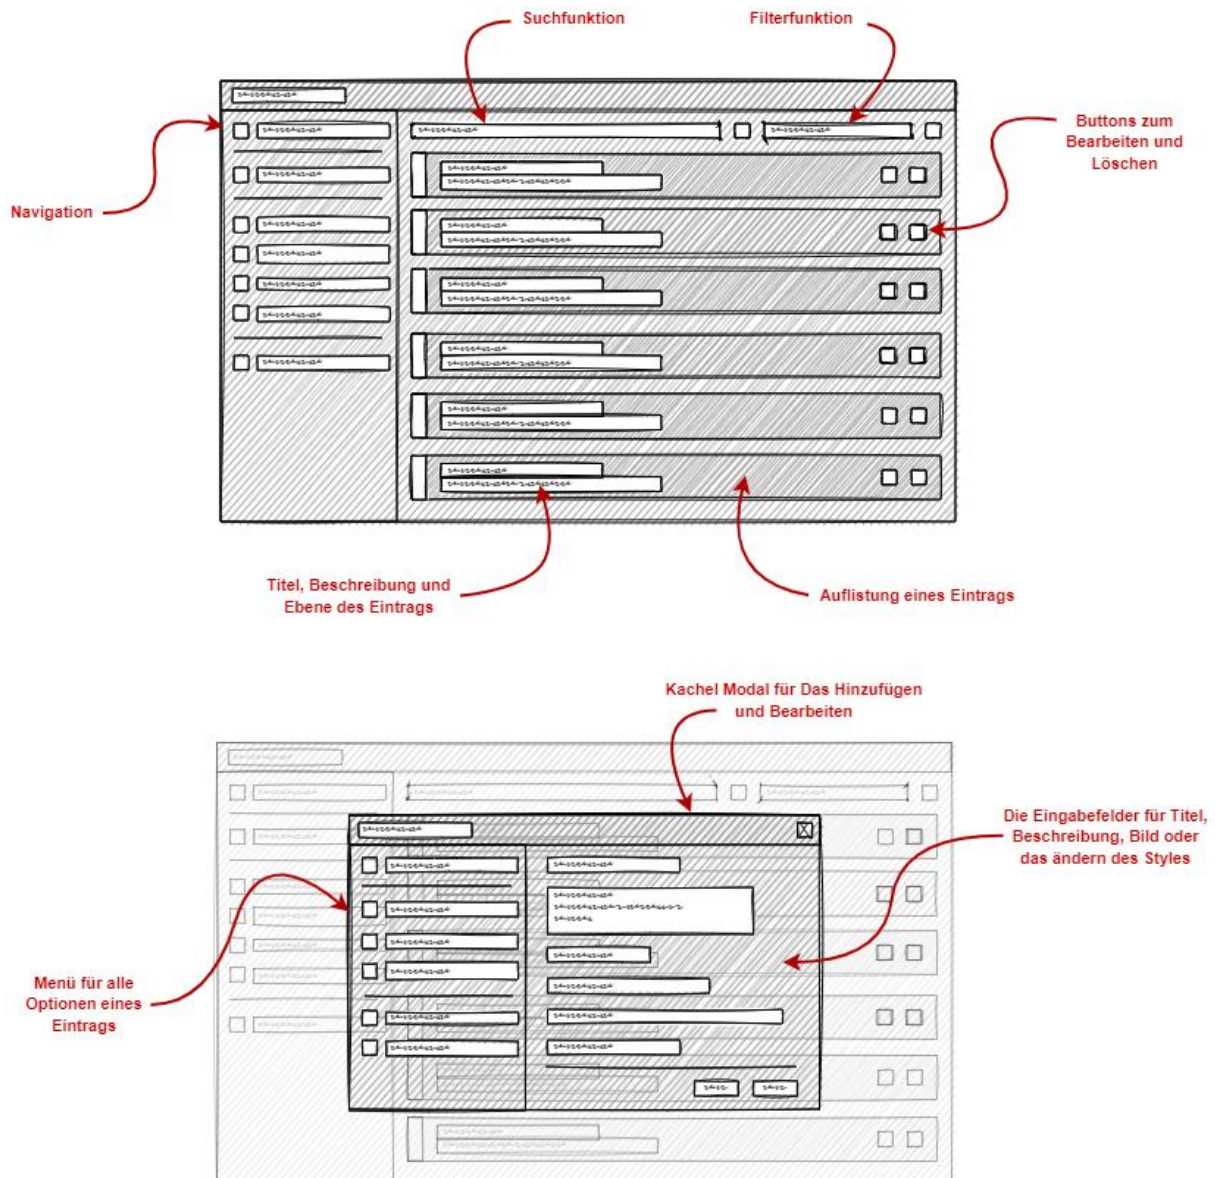 Suchfunktion
Filterfunktion
Buttons zum
Bearbeiten und
Löschen
Navigation
Titel, Beschreibung und
Ebene des Eintrags
Auflistung eines Eintrags
Kachel Modal für Das Hinzufügen
und Bearbeiten
Die Eingabefelder für Titel,
Beschreibung, Bild oder
das ändern des Styles
Menü für alle
Optionen eines
Eintrags